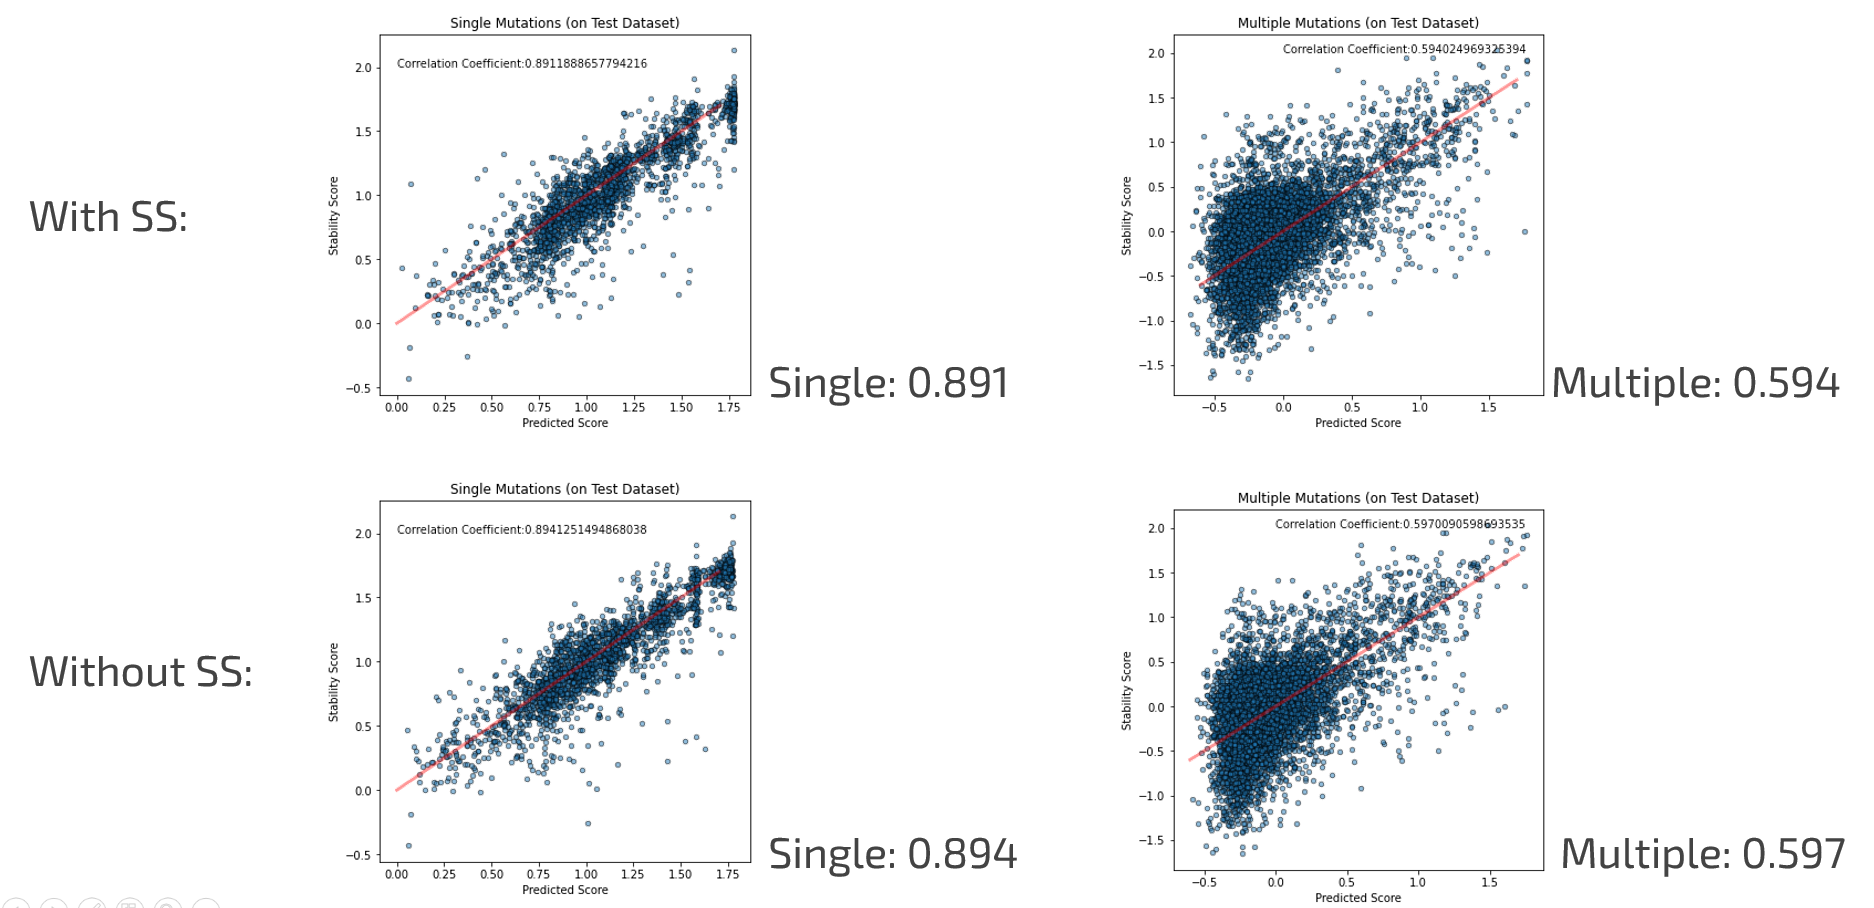 With SS:
Single Mutations (on Test Dataset)
Correlation Coefficient:0.8911888657794216
Stability Score
2.0
1.5
1.0
0.5
0.0
−0.5
0.00 0.25 0.50 0.75 1.00 1.25 1.50 1.75
Predicted Score
Single: 0.891
Multiple Mutations (on Test Dataset)
Correlation Coefficient:0.594024969325394
Stability Score
2.0
1.5
1.0
0.5
0.0
−0.5
−1.0
−1.5
−0.5 0.0 0.5 1.0 1.5
Predicted Score
Multiple: 0.594
Without SS:
Single Mutations (on Test Dataset)
Correlation Coefficient:0.8941251494868038
Stability Score
2.0
1.5
1.0
0.5
0.0
−0.5
0.00 0.25 0.50 0.75 1.00 1.25 1.50 1.75
Predicted Score
Single: 0.894
Multiple Mutations (on Test Dataset)
Correlation Coefficient:0.5970090598693535
Stability Score
2.0
1.5
1.0
0.5
0.0
−0.5
−1.0
−1.5
−0.5 0.0 0.5 1.0 1.5
Predicted Score
Multiple: 0.597